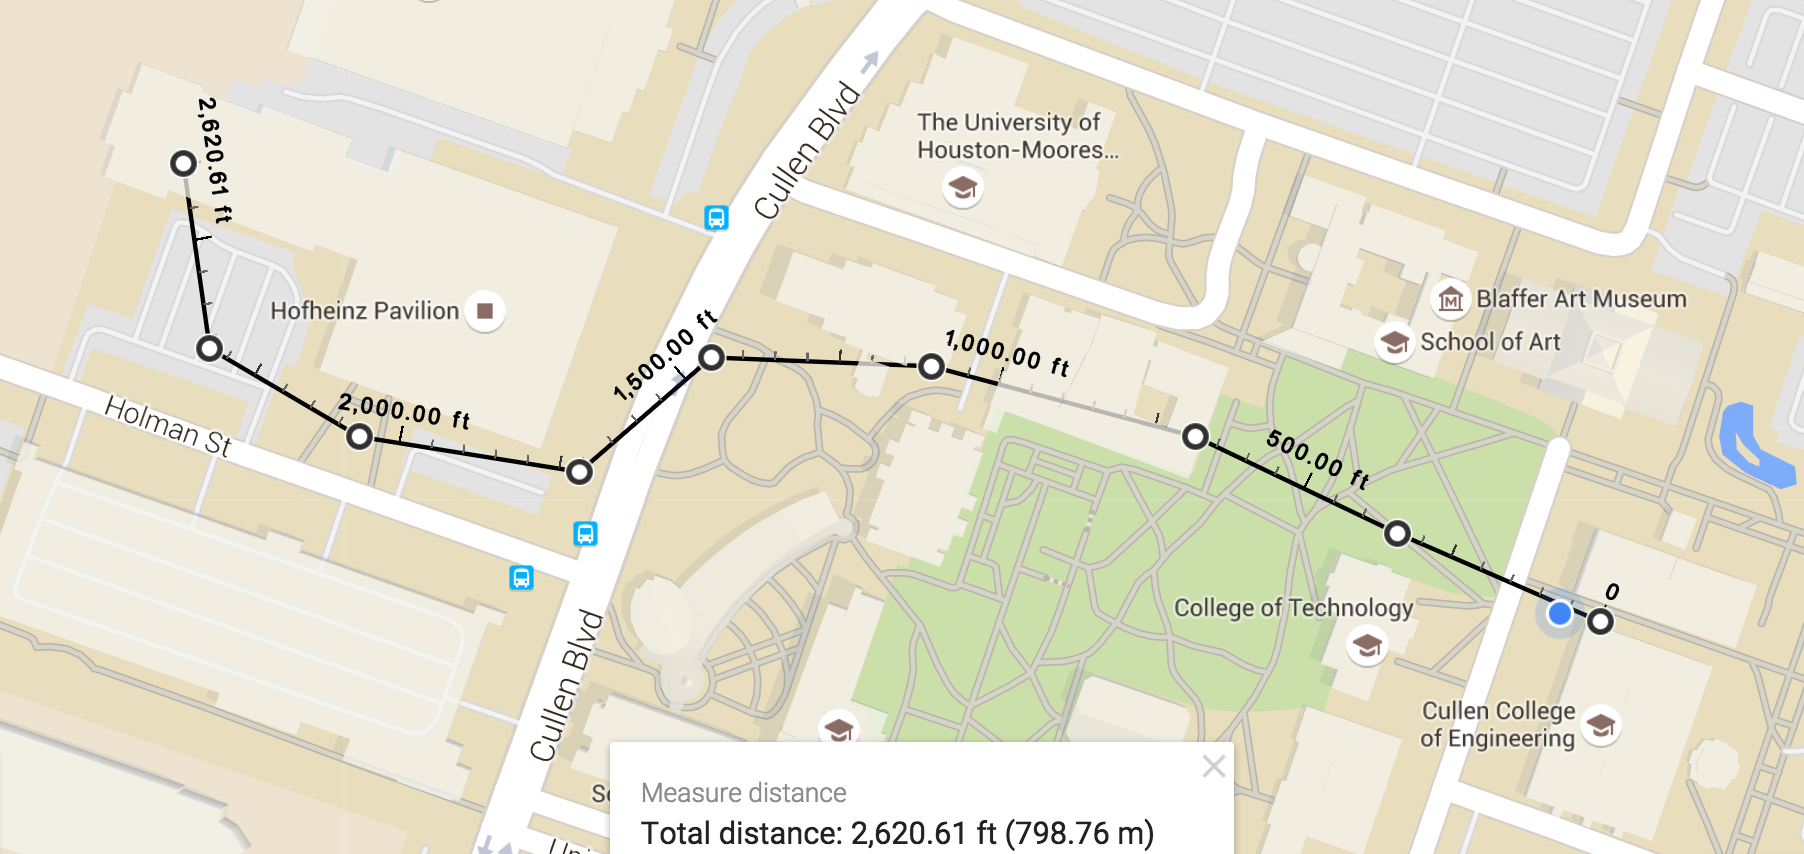 2,620.61 ft
Cullen Blvd
The University of
Houston-Moores...
Hofheinz Pavilion
Blaffer Art Museum
School of Art
1,500.00 ft
1,000.00 ft
Holman St
2,000.00 ft
500.00 ft
0
College of Technology
Cullen Blvd
Cullen College
of Engineering
Measure distance
Total distance: 2,620.61 ft (798.76 m)